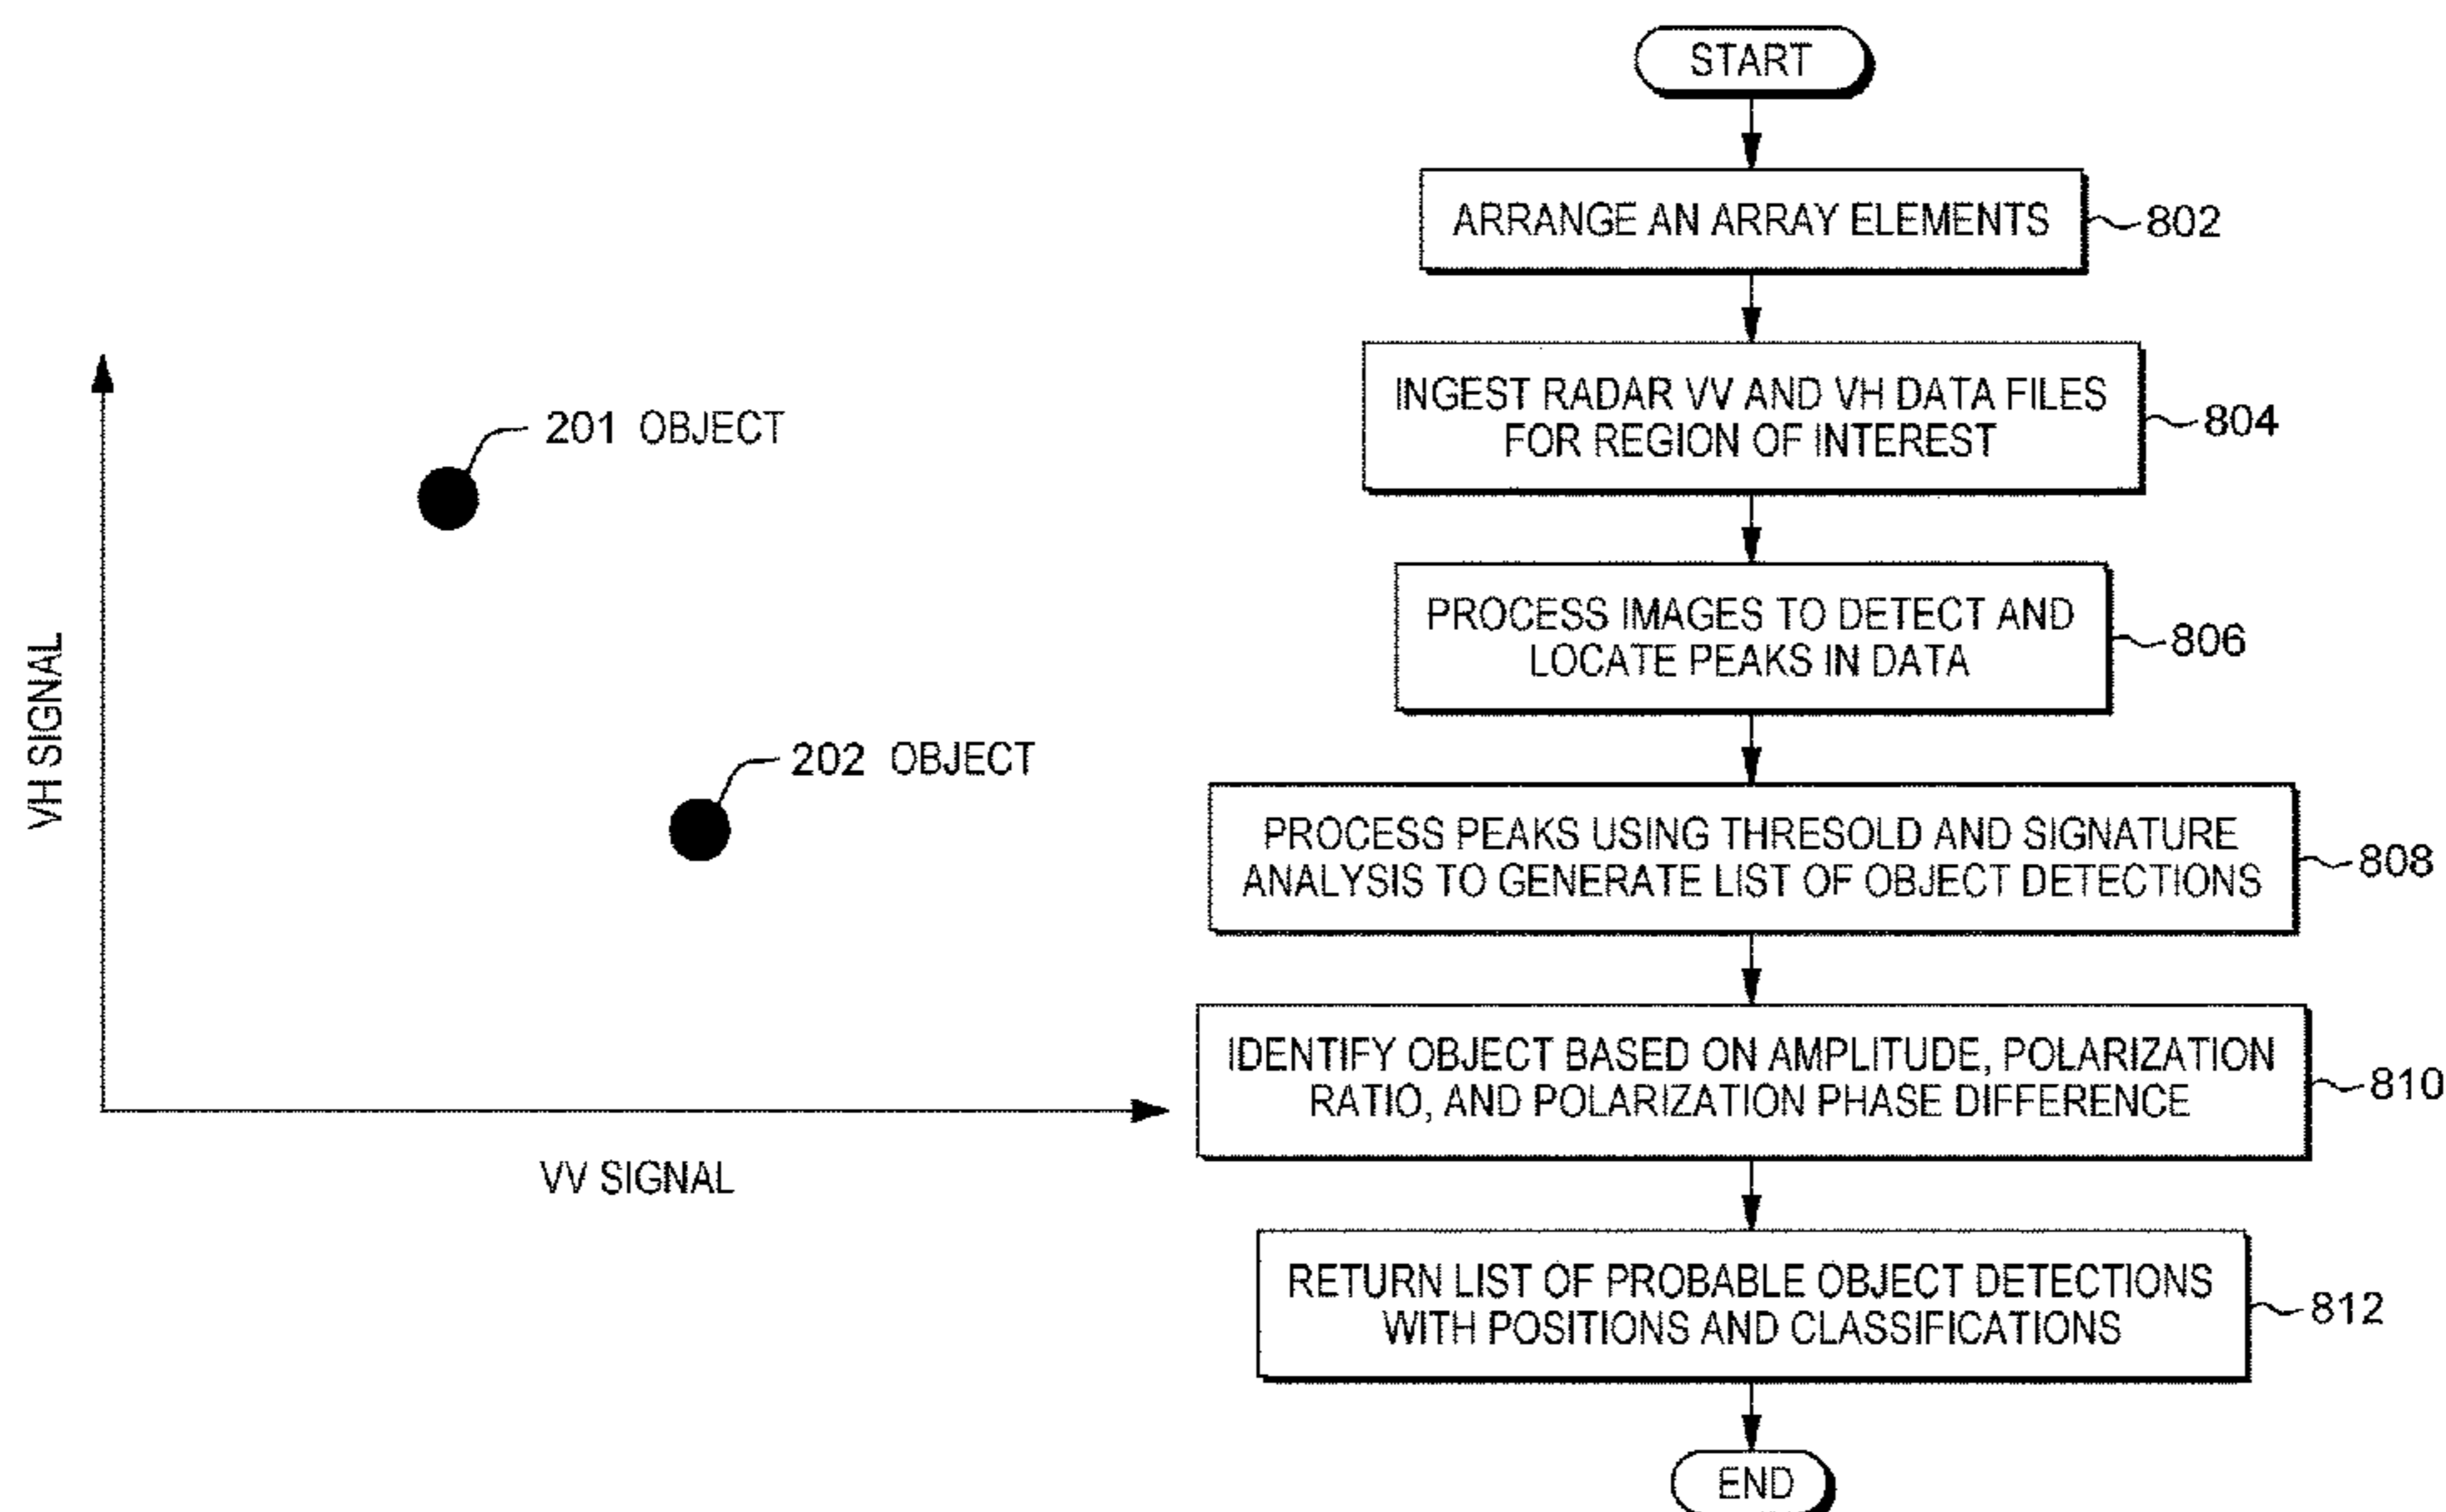 VH SIGNAL
201 OBJECT
202 OBJECT
VV SIGNAL
START
ARRANGE AN ARRAY ELEMENTS
802
INGEST RADAR VV AND VH DATA FILES
FOR REGION OF INTEREST
804
PROCESS IMAGES TO DETECT AND
LOCATE PEAKS IN DATA
806
PROCESS PEAKS USING THRESOLD AND SIGNATURE
ANALYSIS TO GENERATE LIST OF OBJECT DETECTIONS
808
IDENTIFY OBJECT BASED ON AMPLITUDE, POLARIZATION
RATIO, AND POLARIZATION PHASE DIFFERENCE
810
RETURN LIST OF PROBABLE OBJECT DETECTIONS
WITH POSITIONS AND CLASSIFICATIONS
812
END